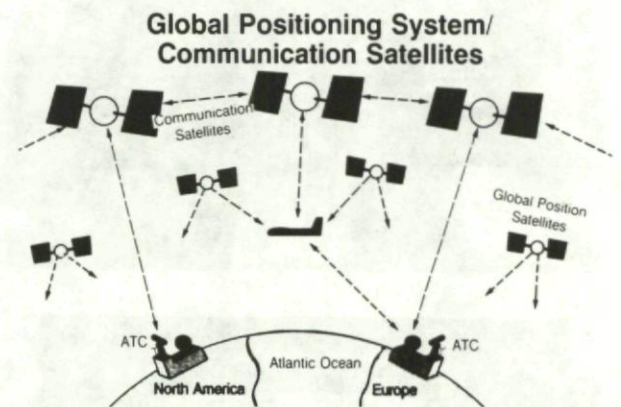 Global Positioning System/
Communication Satellites
Communication
Satellites
Global Position
Satellites
ATC
ATC
Atlantic Ocean
North America
Europe